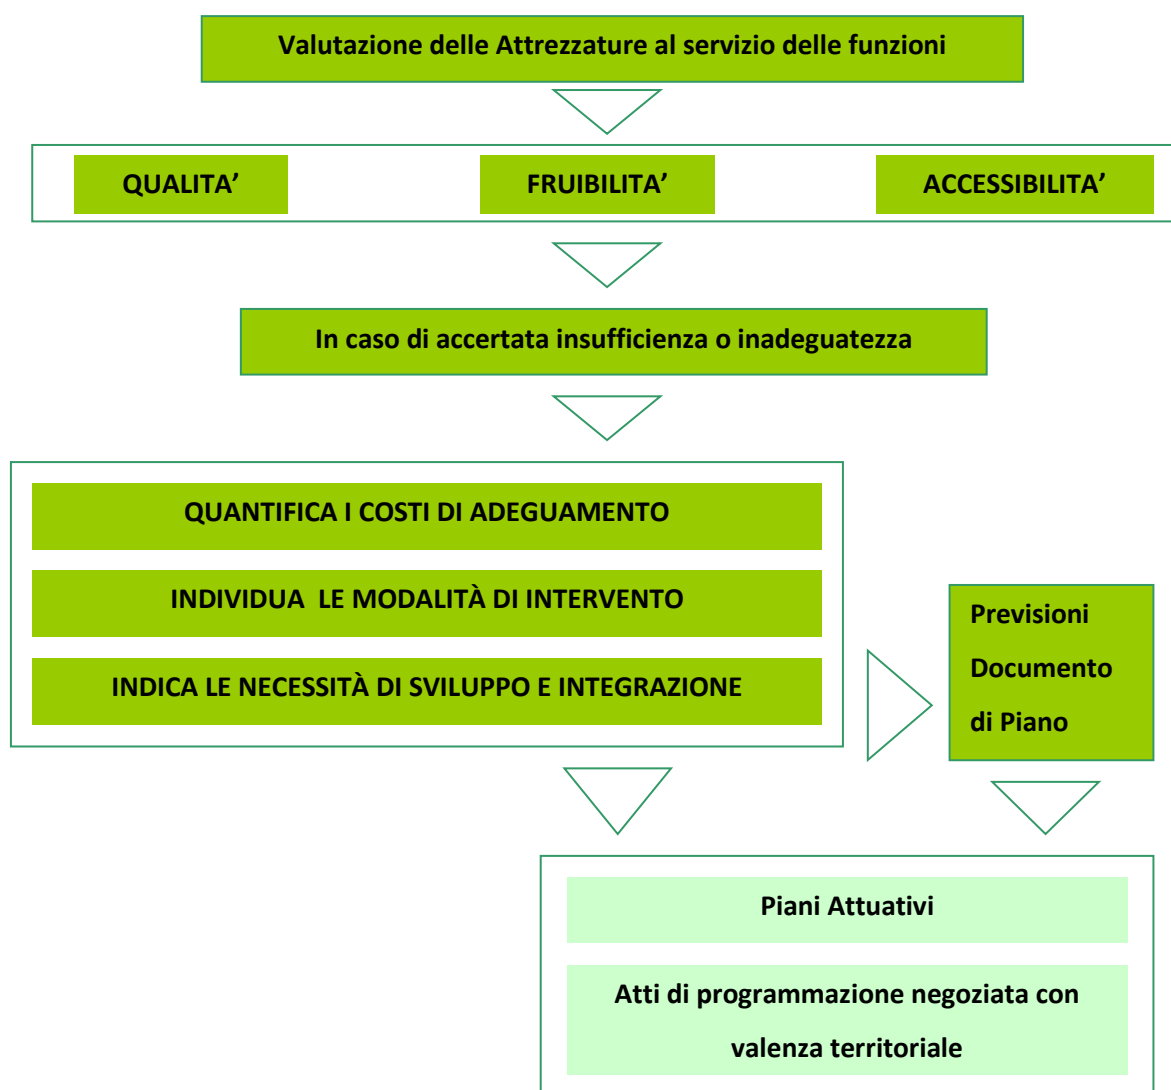 Valutazione delle Attrezzature al servizio delle funzioni
QUALITA’ FRUIBILITA’ ACCESSIBILITA’
In caso di accertata insufficienza o inadeguatezza
QUANTIFICA I COSTI DI ADEGUAMENTO
INDIVIDUA LE MODALITÀ DI INTERVENTO
INDICA LE NECESSITÀ DI SVILUPPO E INTEGRAZIONE
Previsioni
Documento
di Piano
Piani Attuativi
Atti di programmazione negoziata con
valenza territoriale